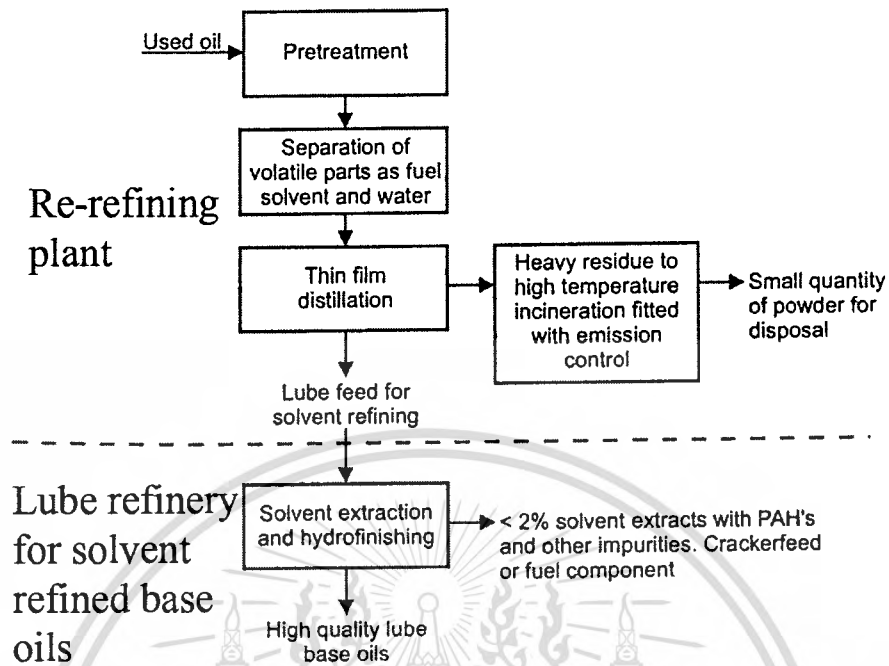 Used oil
Pretreatment
Separation of
volatile parts as fuel
solvent and water
Re-refining
plant
Thin film
distillation
Heavy residue to
high temperature
incineration fitted
with emission
control
Small quantity
of powder for
disposal
Lube feed for
solvent refining
Lube refinery
for solvent
refined base
oils
Solvent extraction
and hydrofinishing
< 2% solvent extracts with PAH's
and other impurities. Crackerfeed
or fuel component
High quality lube
base oils